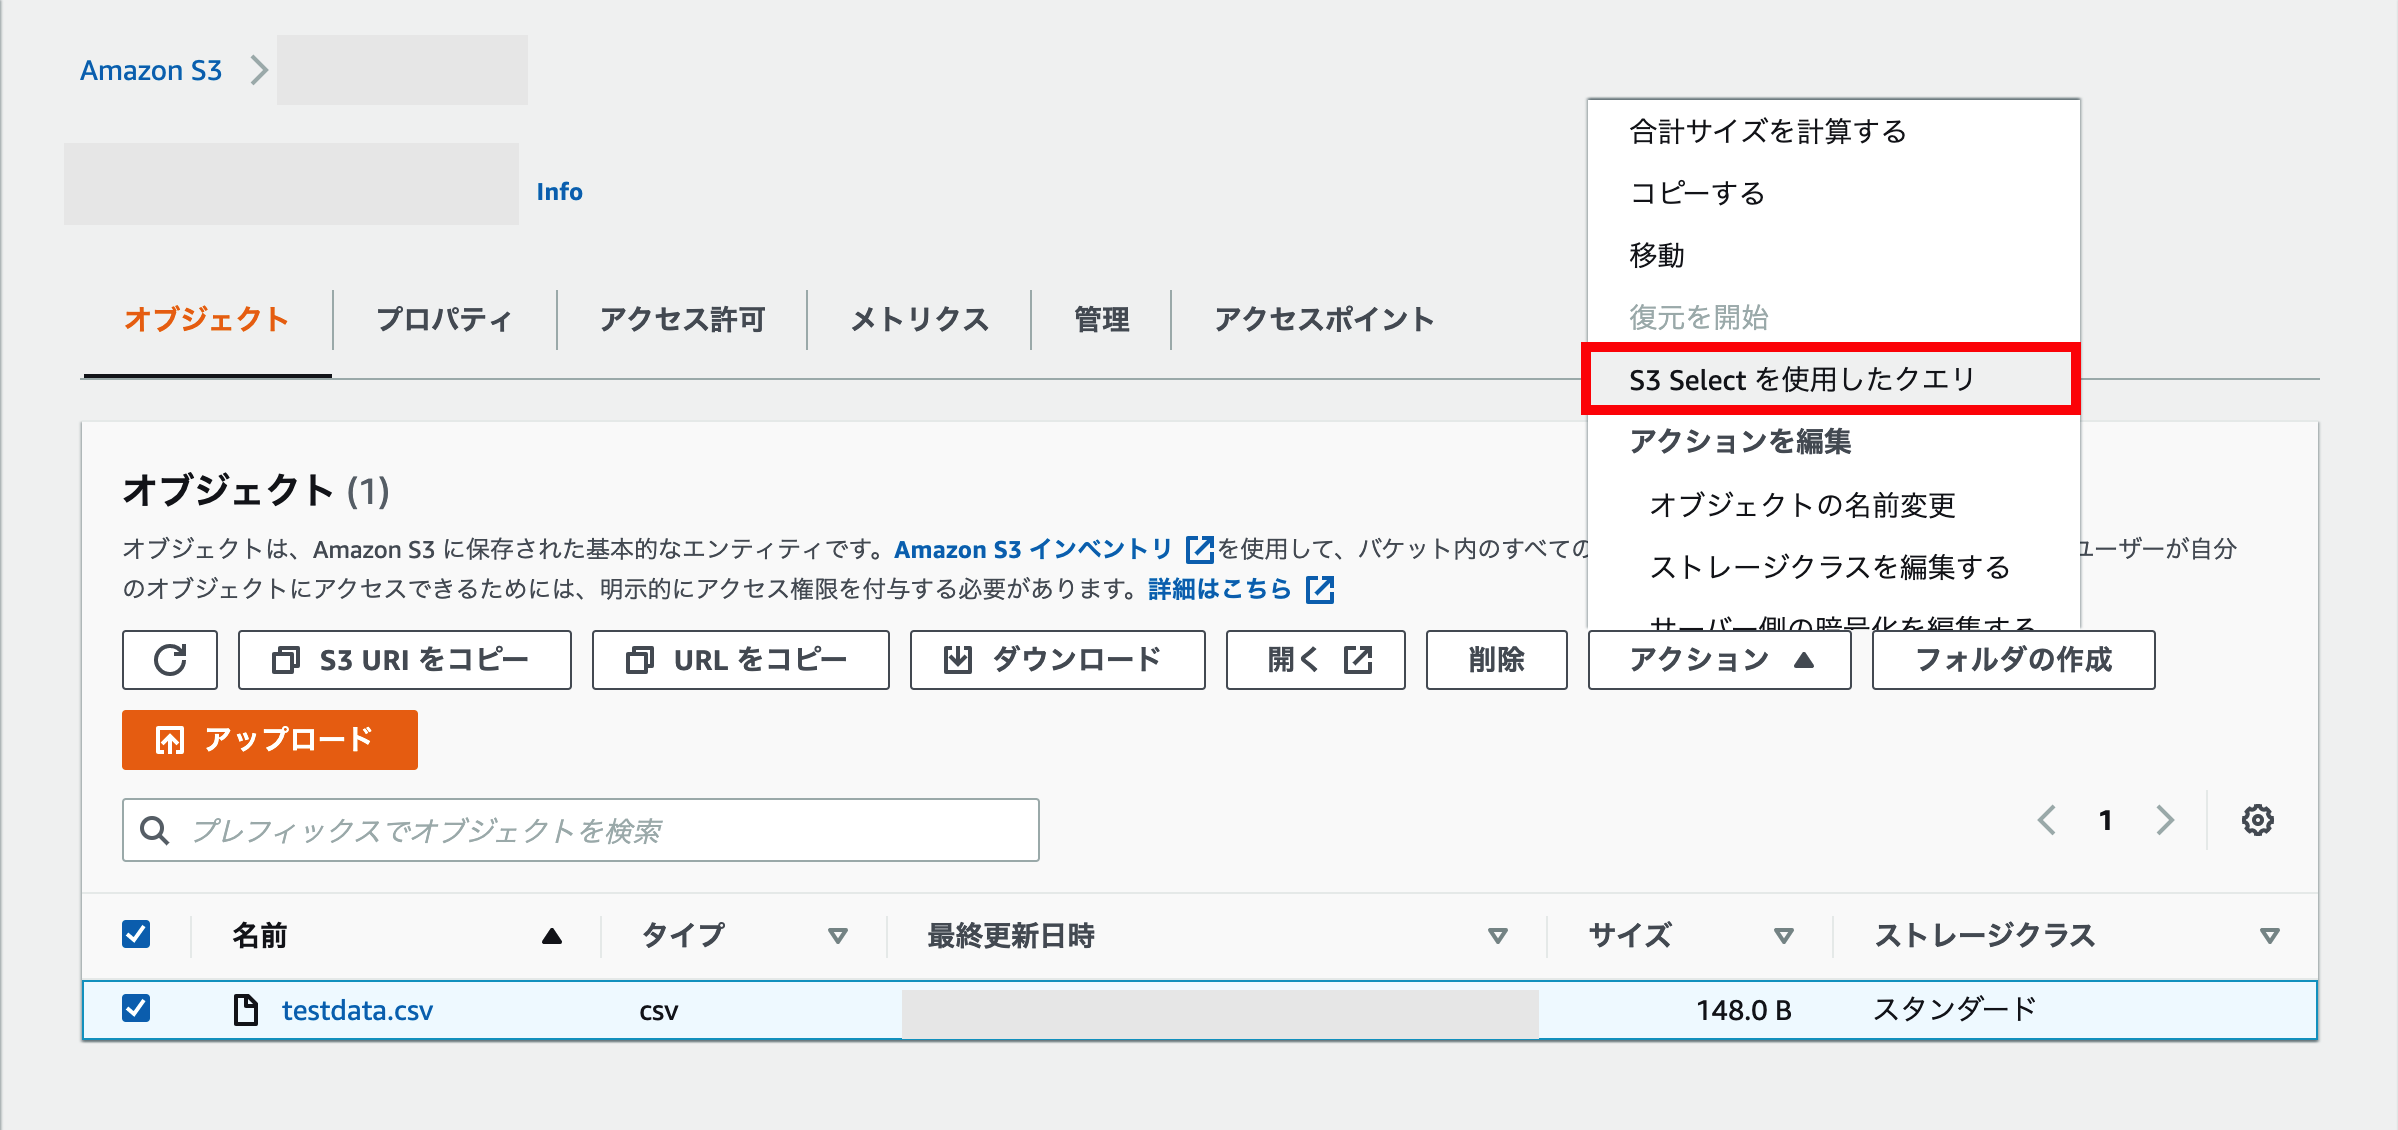 Amazon S3
Info
合計サイズを計算する
コピーする
移動
復元を開始
S3 Select を使用したクエリ
アクションを編集
オブジェクトの名前変更
ストレージクラスを編集する
サーバー側の暗号化を編集する
オブジェクト
プロパティ
アクセス許可
メトリクス
管理
アクセスポイント
オブジェクト (1)
オブジェクトは、Amazon S3 に保存された基本的なエンティティです。Amazon S3 インベントリ を使用して、バケット内のすべての ユーザーが自分
のオブジェクトにアクセスできるためには、明示的にアクセス権限を付与する必要があります。詳細はこちら
S3 URI をコピー
URL をコピー
ダウンロード
開く
削除
アクション
フォルダの作成
アップロード
プレフィックスでオブジェクトを検索
1
名前 タイプ 最終更新日時 サイズ ストレージクラス
testdata.csv csv 148.0 B スタンダード